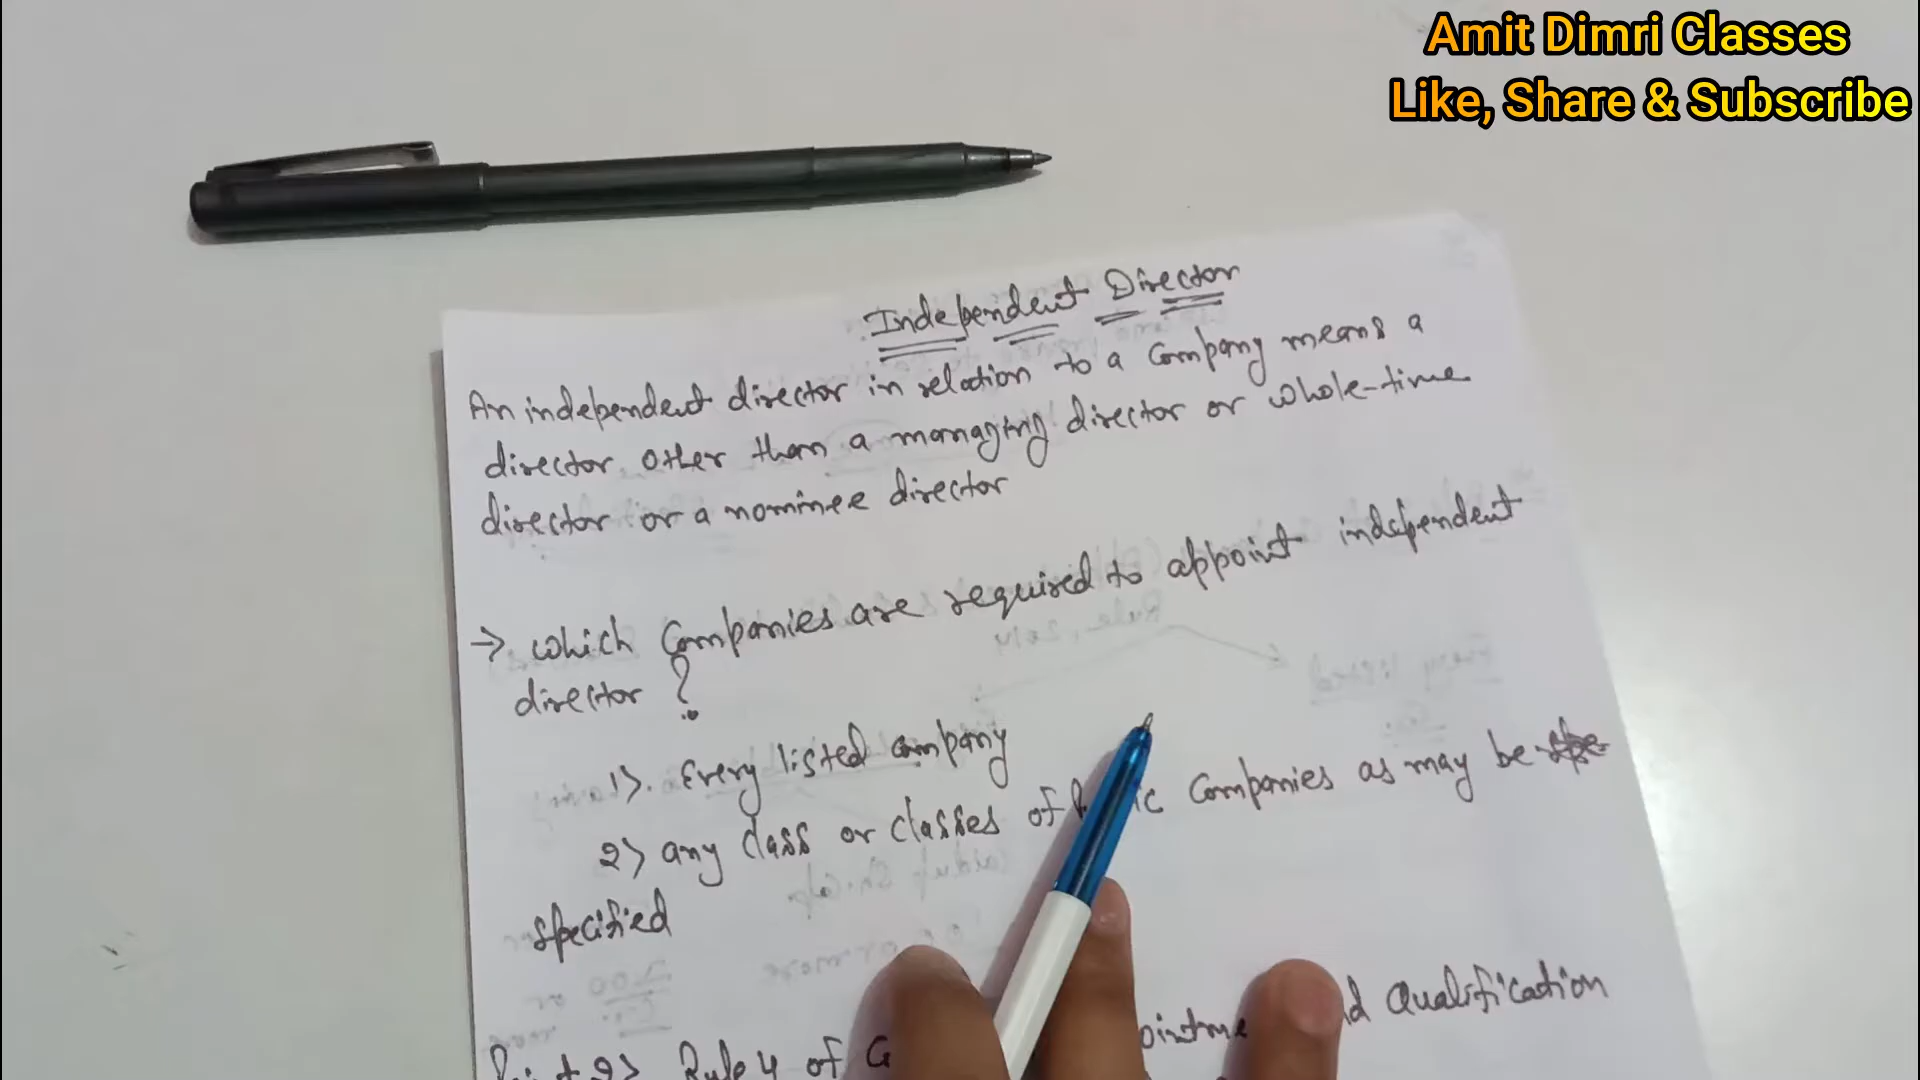 Amit Dimri Classes
Like, Share & Subscribe
Independent Director
An independent director in relation to a Company means a
director other than a managing director or whole-time
director or a nominee director
→ which Companies are required to appoint independent
director ?
1). Every listed company
2) any class or classes of Companies as may be
specified
Rule 4 of and Qualification